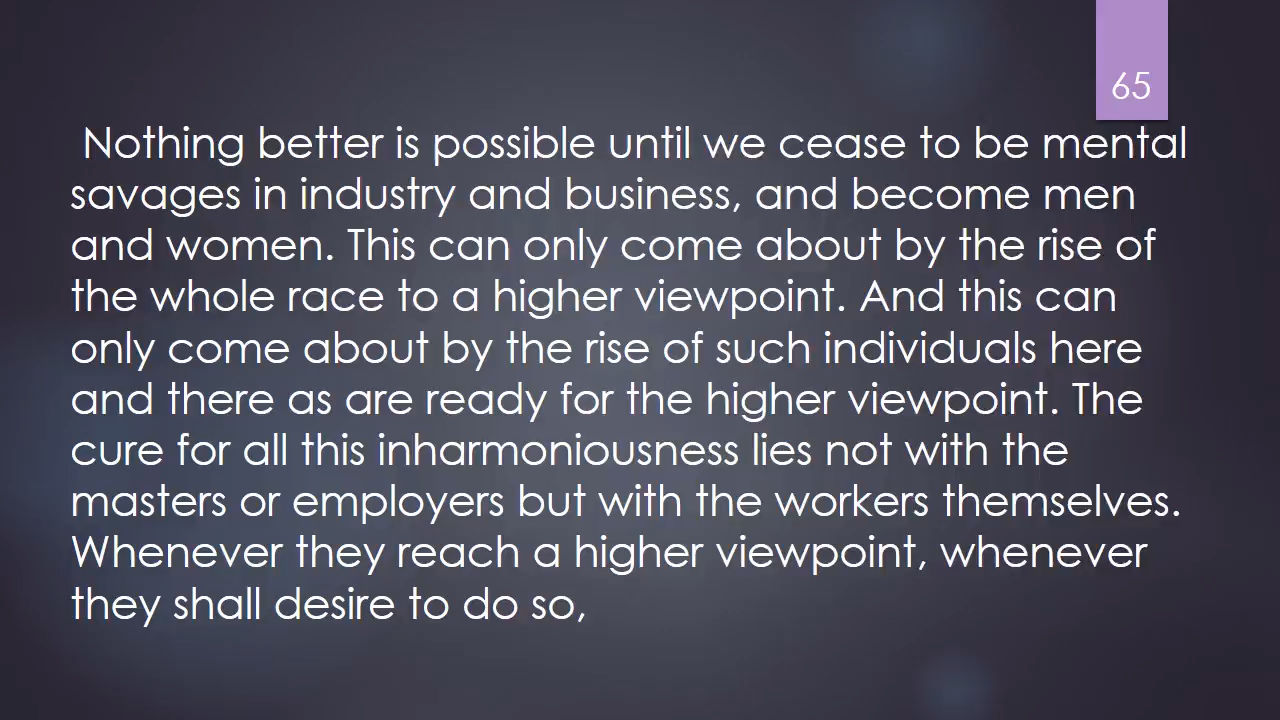 65
Nothing better is possible until we cease to be mental
savages in industry and business, and become men
and women. This can only come about by the rise of
the whole race to a higher viewpoint. And this can
only come about by the rise of such individuals here
and there as are ready for the higher viewpoint. The
cure for all this inharmoniousness lies not with the
masters or employers but with the workers themselves.
Whenever they reach a higher viewpoint, whenever
they shall desire to do so,